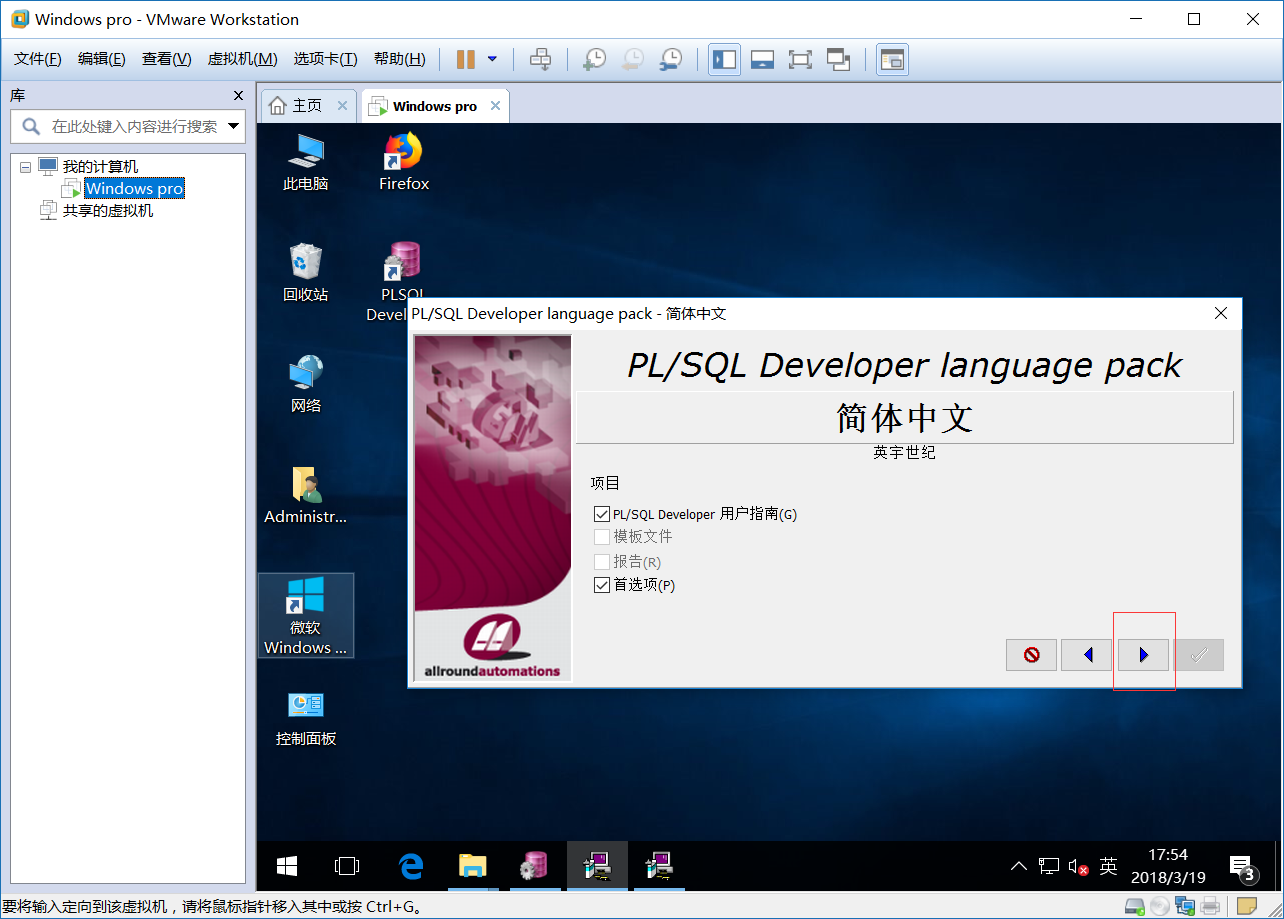 Windows pro - VMware Workstation
文件(F) 编辑(E) 查看(V) 虚拟机(M) 选项卡(T) 帮助(H)
库
在此处键入内容进行搜索
我的计算机
Windows pro
共享的虚拟机
主页
Windows pro
此电脑
Firefox
回收站
PLSQL
Devel
网络
Administr...
微软
Windows ...
控制面板
PL/SQL Developer language pack - 简体中文
PL/SQL Developer language pack
简体中文
英宇世纪
项目
PL/SQL Developer 用户指南(G)
模板文件
报告(R)
首选项(P)
allroundautomations
英
17:54
2018/3/19
3
要将输入定向到该虚拟机，请将鼠标指针移入其中或按 Ctrl+G。